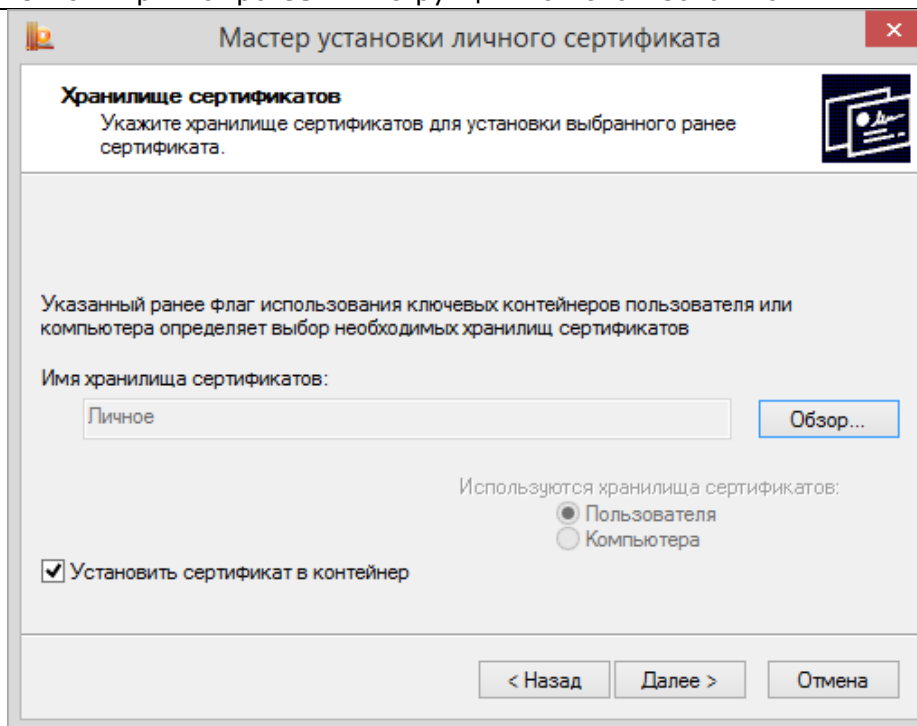 Мастер установки личного сертификата
Хранилище сертификатов
Укажите хранилище сертификатов для установки выбранного ранее
сертификата.
Указанный ранее флаг использования ключевых контейнеров пользователя или
компьютера определяет выбор необходимых хранилищ сертификатов
Имя хранилища сертификатов:
Личное
Обзор...
Используются хранилища сертификатов:
Пользователя
Компьютера
Установить сертификат в контейнер
< Назад
Далее >
Отмена